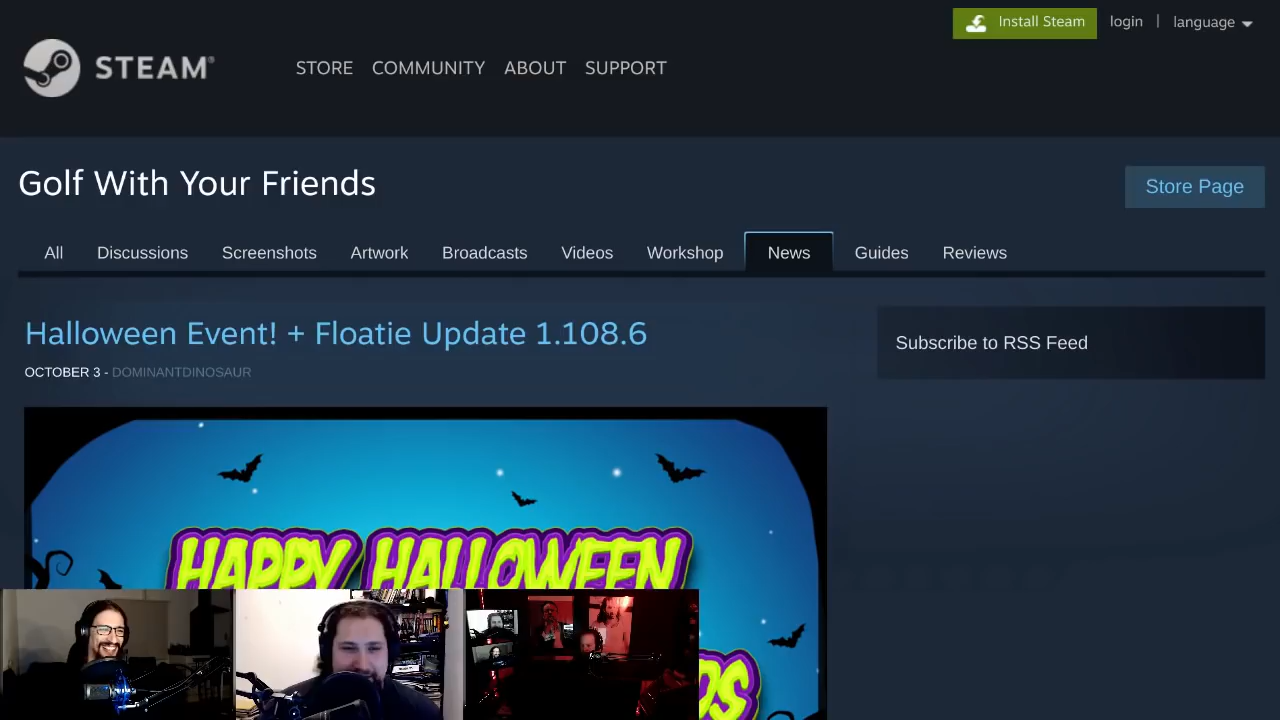 Install Steam login | language
STEAM®
STORE COMMUNITY ABOUT SUPPORT
Golf With Your Friends
Store Page
All Discussions Screenshots Artwork Broadcasts Videos Workshop News Guides Reviews
Halloween Event! + Floatie Update 1.108.6
OCTOBER 3 - DOMINANTDINOSAUR
Subscribe to RSS Feed
HAPPY HALLOWEEN